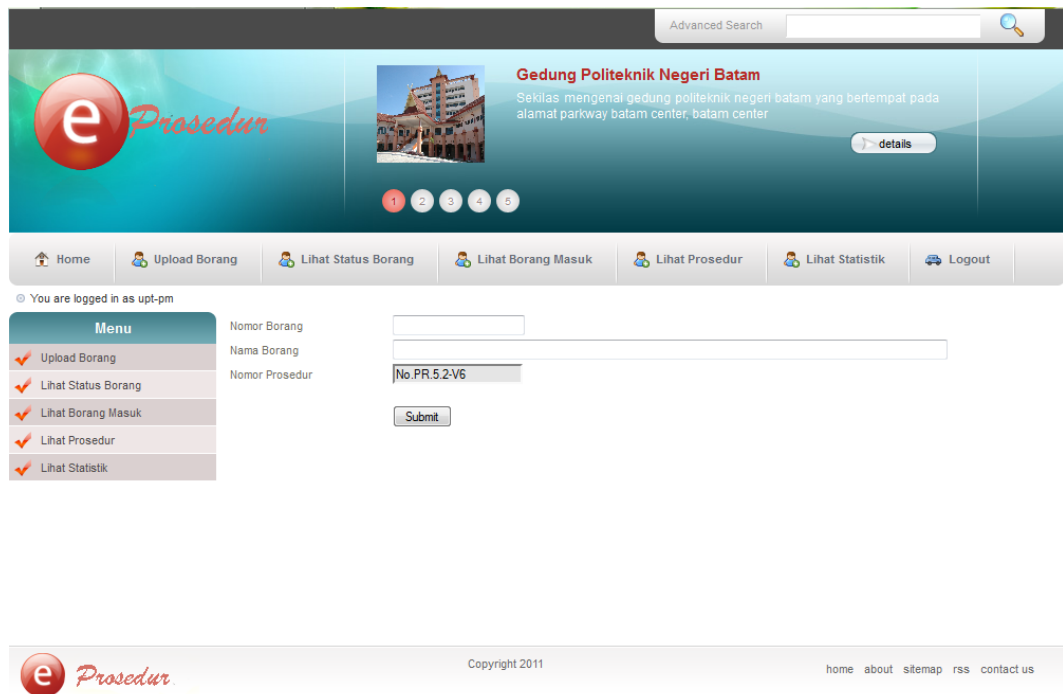 Advanced Search
e Prosedur
Gedung Politeknik Negeri Batam
Sekilas mengenai gedung politeknik negeri batam yang bertempat pada
alamat parkway batam center, batam center
details
1 2 3 4 5
Home Upload Borang Lihat Status Borang Lihat Borang Masuk Lihat Prosedur Lihat Statistik Logout
You are logged in as upt-pm
Menu
Upload Borang
Lihat Status Borang
Lihat Borang Masuk
Lihat Prosedur
Lihat Statistik
Nomor Borang
Nama Borang
Nomor Prosedur No.PR.5.2-V6
Submit
e Prosedur
Copyright 2011
home about sitemap rss contact us